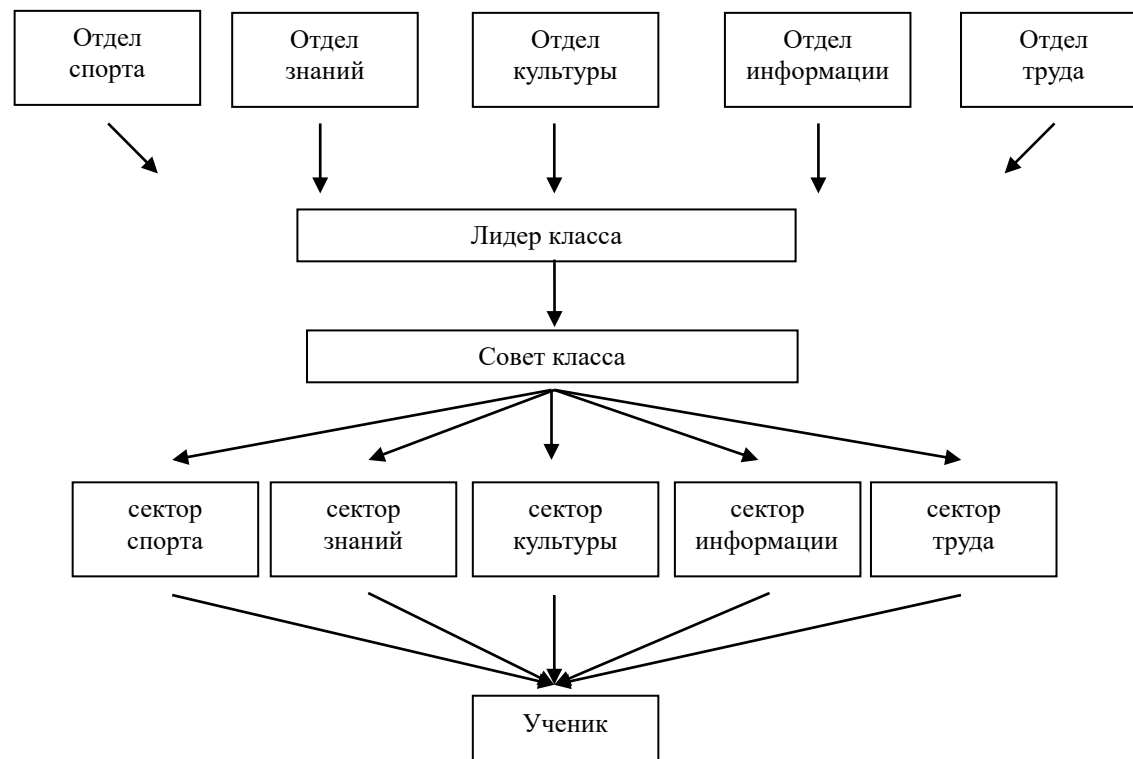 Отдел
спорта
Отдел
знаний
Отдел
культуры
Отдел
информации
Отдел
труда
Лидер класса
Совет класса
сектор
спорта
сектор
знаний
сектор
культуры
сектор
информации
сектор
труда
Ученик